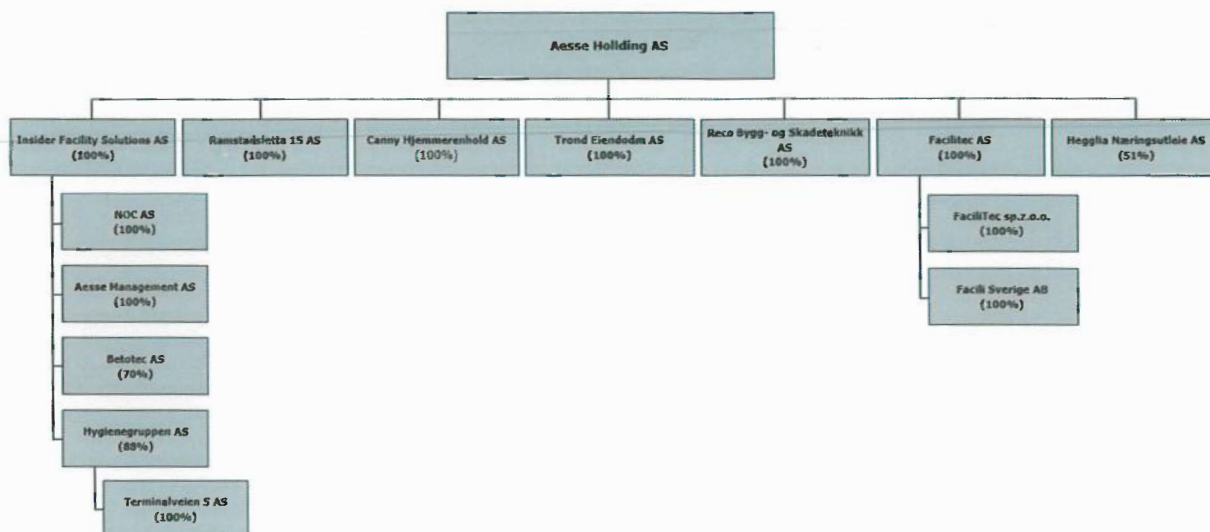 Aesse Hollding AS
Insider Facility Solutions AS
(100%)
Ramstadsletta 15 AS
(100%)
Canny Hjemmerenhold AS
(100%)
Trond Eiendodm AS
(100%)
Reco Bygg- og Skadeteknikk
AS
(100%)
Facilitec AS
(100%)
Hegglia Næringsutleie AS
(51%)
NOC AS
(100%)
Aesse Management AS
(100%)
Betotec AS
(70%)
Hygienegruppen AS
(88%)
Terminalveien 5 AS
(100%)
FaciliTec sp.z.o.o.
(100%)
Facili Sverige AB
(100%)